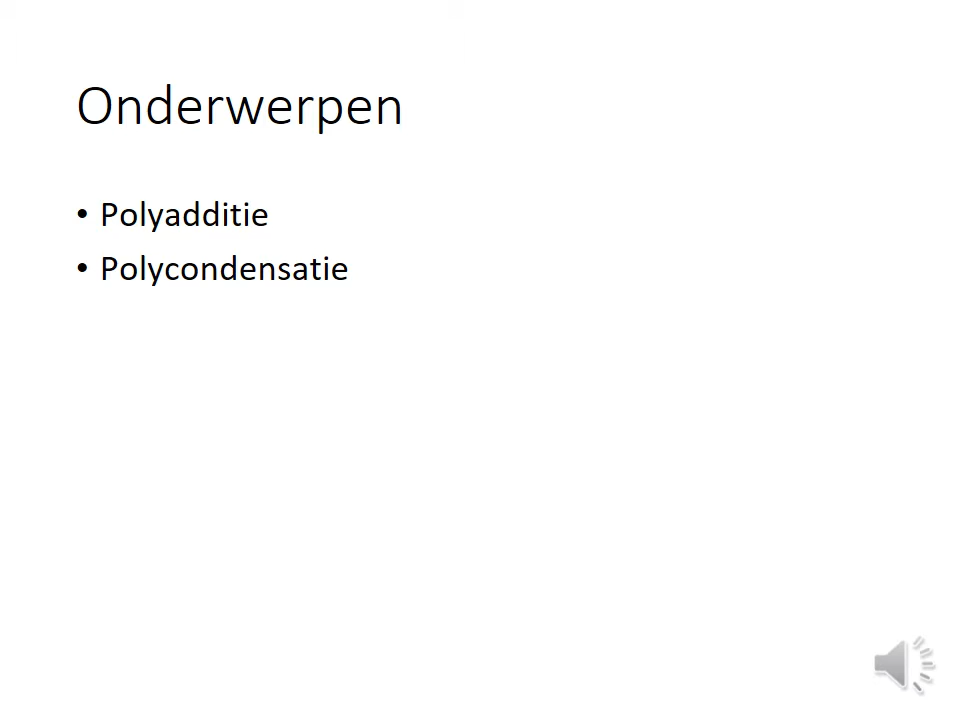 Onderwerpen
• Polyadditie
• Polycondensatie